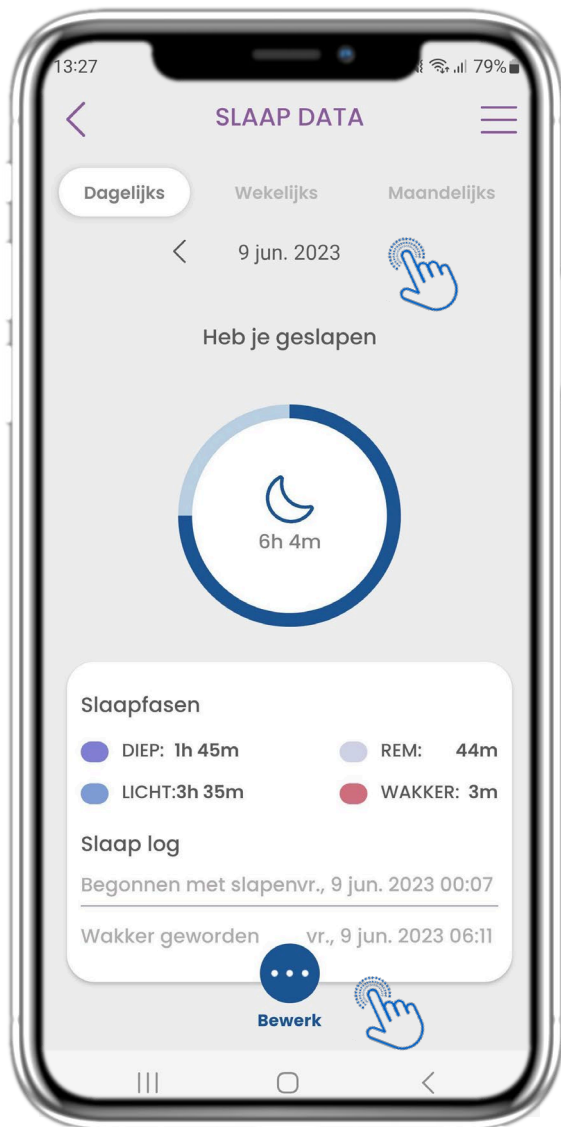 13:27 79%
SLAAP DATA
Dagelijks Wekelijks Maandelijks
9 jun. 2023
Heb je geslapen
6h 4m
Slaapfasen
DIEP: 1h 45m REM: 44m
LICHT:3h 35m WAKKER: 3m
Slaap log
Begonnen met slapenvr., 9 jun. 2023 00:07
Wakker geworden vr., 9 jun. 2023 06:11
Bewerk